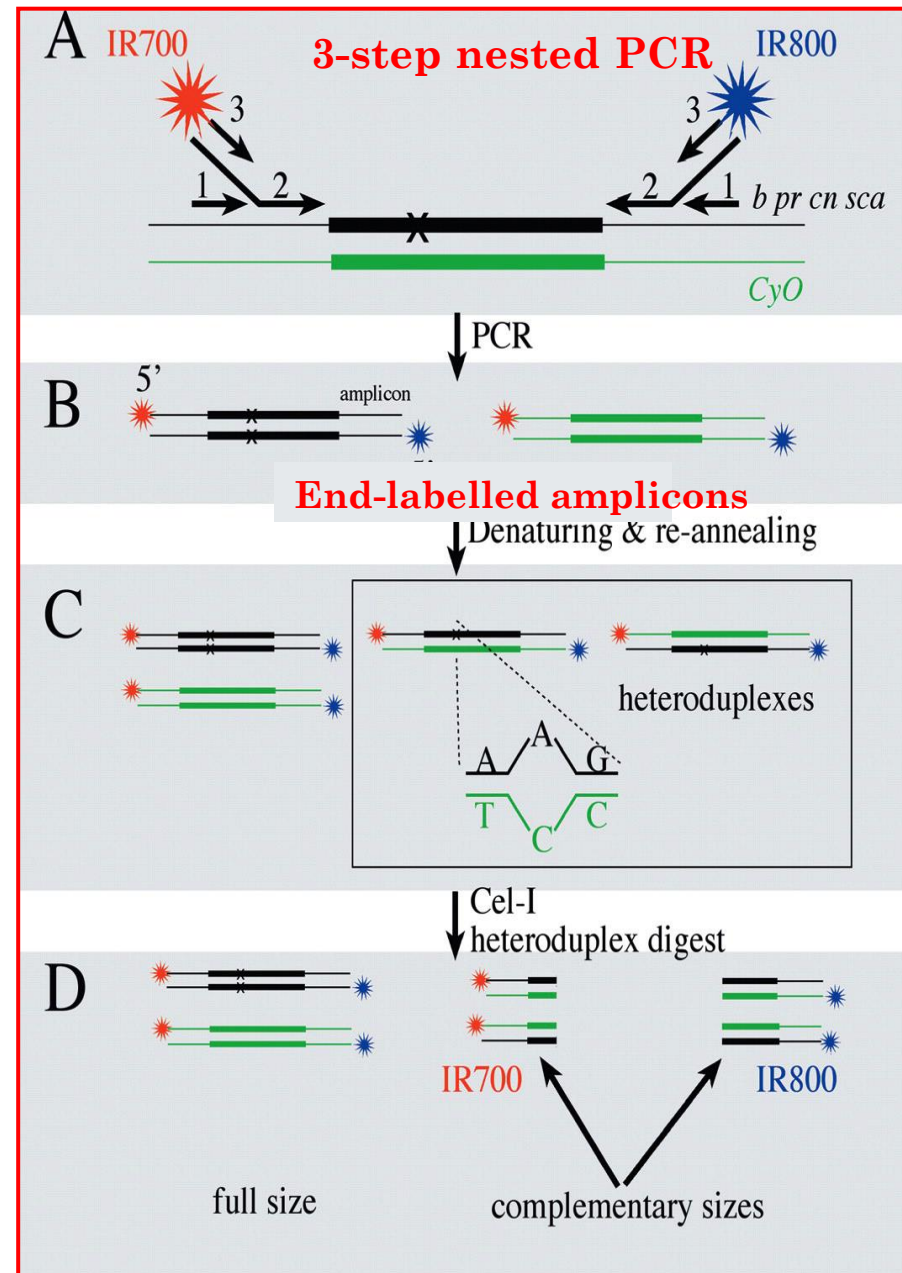 A
IR700
3-step nested PCR
IR800
3
3
1
2
2
1
b pr cn sca
x
CyO
PCR
B
5’
amplicon
x
x
End-labelled amplicons
Denaturing & re-annealing
C
x
x
x
x
heteroduplexes
A
A
G
T
C
C
Cel-I
heteroduplex digest
D
x
x
IR700
IR800
full size
complementary sizes